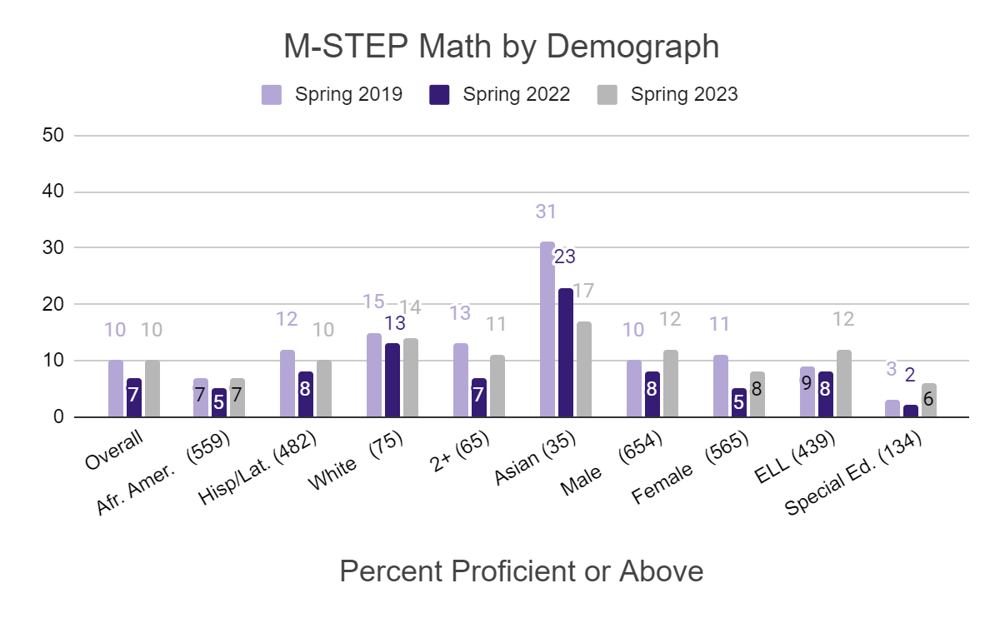 M-STEP Math by Demograph
Spring 2019 Spring 2022 Spring 2023
50
40
30
20
10
0
10 7 10
7 5 7
12 8 10
15 13 14
13 7 11
31 23 17
10 8 12
11 5 8
9 8 12
3 2 6
Overall
Afr. Amer. (559)
Hisp/Lat. (482)
White (75)
2+ (65)
Asian (35)
Male (654)
Female (565)
ELL (439)
Special Ed. (134)
Percent Proficient or Above